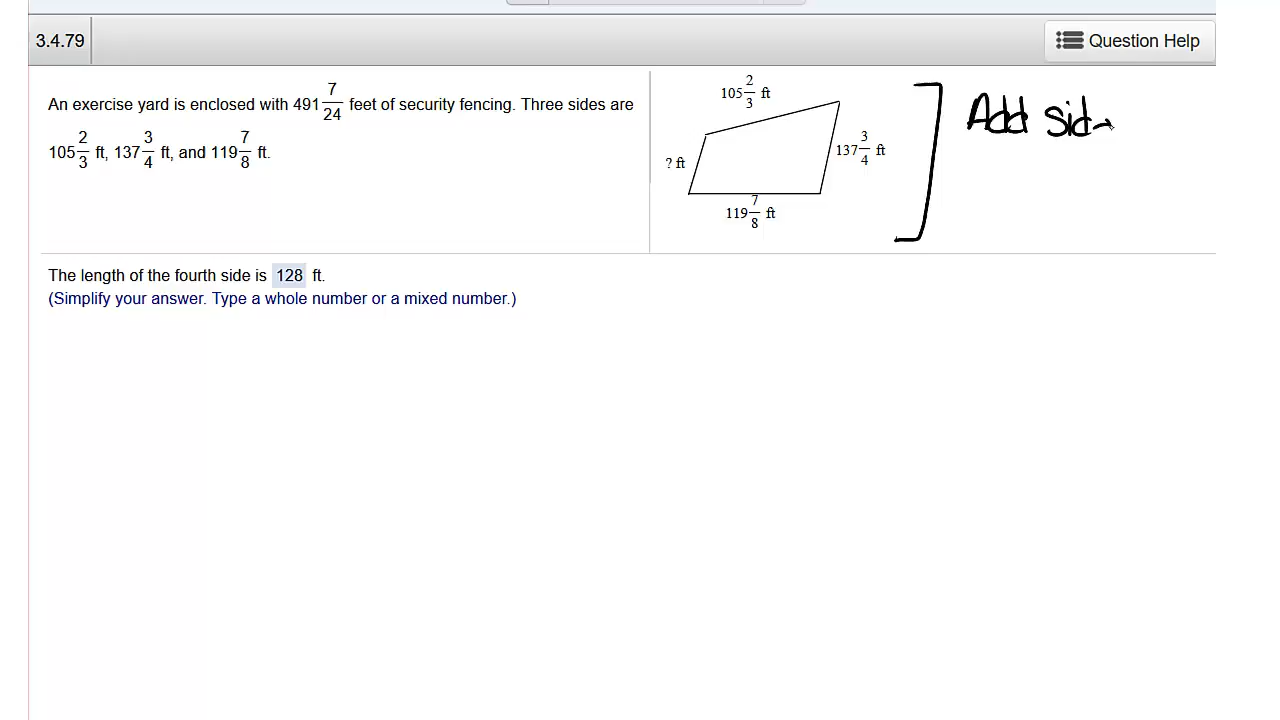 3.4.79
Question Help
An exercise yard is enclosed with 491 7/24 feet of security fencing. Three sides are
105 2/3 ft, 137 3/4 ft, and 119 7/8 ft.
105 2/3 ft
? ft
137 3/4 ft
119 7/8 ft
Add Sid
The length of the fourth side is 128 ft.
(Simplify your answer. Type a whole number or a mixed number.)